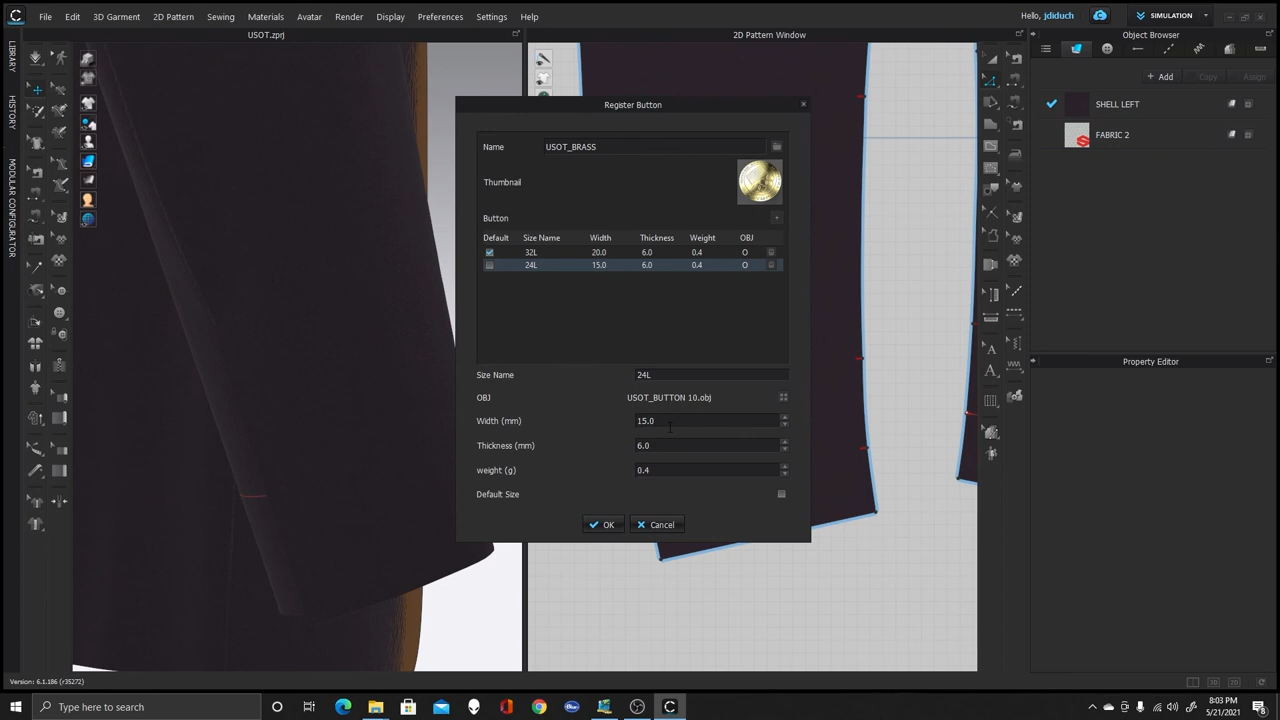 File Edit 3D Garment 2D Pattern Sewing Materials Avatar Render Display Preferences Settings Help Hello, jdiduch SIMULATION
USOT.zprj
2D Pattern Window
Object Browser
LIBRARY
HISTORY
MODULAR CONFIGURATOR
+ Add Copy Assign
SHELL LEFT
FABRIC 2
Property Editor
Register Button
Name USOT_BRASS
Thumbnail
Button
Default Size Name Width Thickness Weight OBJ
32L 20.0 6.0 0.4 O
24L 15.0 6.0 0.4 O
Size Name 24L
OBJ USOT_BUTTON 10.obj
Width (mm) 15.0
Thickness (mm) 6.0
weight (g) 0.4
Default Size
OK Cancel
Version: 6.1.186 (r35272)
Type here to search
8:03 PM
5/21/2021